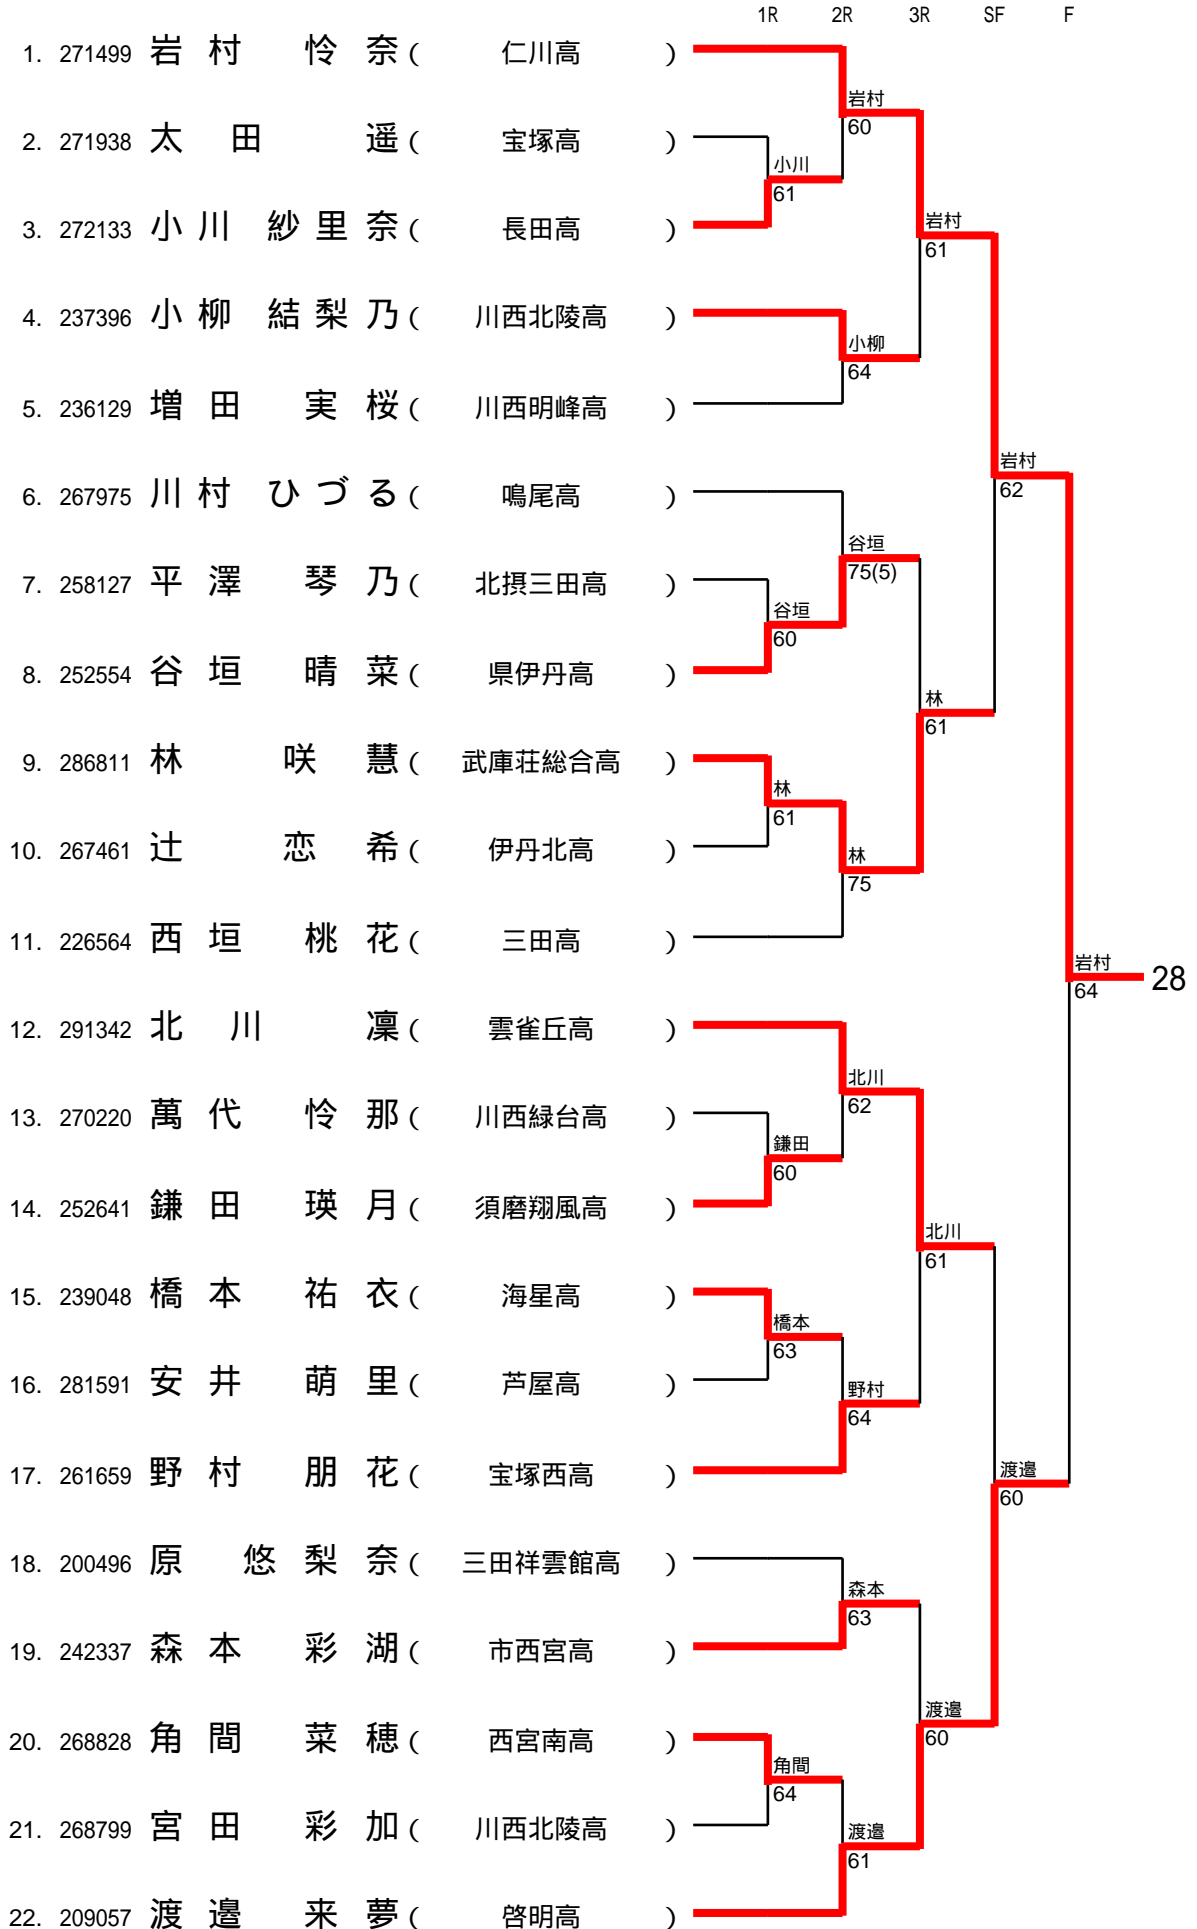 1R 2R 3R SF F
1. 271499 岩村 怜奈 ( 仁川高 )
岩村
60
2. 271938 太田 遥 ( 宝塚高 )
小川
61
3. 272133 小川 紗里奈 ( 長田高 )
岩村
61
4. 237396 小柳 結梨乃 ( 川西北陵高 )
小柳
64
5. 236129 増田 実桜 ( 川西明峰高 )
岩村
62
6. 267975 川村 ひづる ( 鳴尾高 )
谷垣
75(5)
7. 258127 平澤 琴乃 ( 北摂三田高 )
谷垣
60
8. 252554 谷垣 晴菜 ( 県伊丹高 )
林
61
9. 286811 林 咲慧 ( 武庫荘総合高 )
林
61
10. 267461 辻 恋希 ( 伊丹北高 )
林
75
11. 226564 西垣 桃花 ( 三田高 )
岩村
64
28
12. 291342 北川 凜 ( 雲雀丘高 )
北川
62
13. 270220 萬代 怜那 ( 川西緑台高 )
鎌田
60
14. 252641 鎌田 瑛月 ( 須磨翔風高 )
北川
61
15. 239048 橋本 祐衣 ( 海星高 )
橋本
63
16. 281591 安井 萌里 ( 芦屋高 )
野村
64
17. 261659 野村 朋花 ( 宝塚西高 )
渡邉
60
18. 200496 原 悠梨奈 ( 三田祥雲館高 )
森本
63
19. 242337 森本 彩湖 ( 市西宮高 )
渡邉
60
20. 268828 角間 菜穂 ( 西宮南高 )
角間
64
21. 268799 宮田 彩加 ( 川西北陵高 )
渡邉
61
22. 209057 渡邉 来夢 ( 啓明高 )